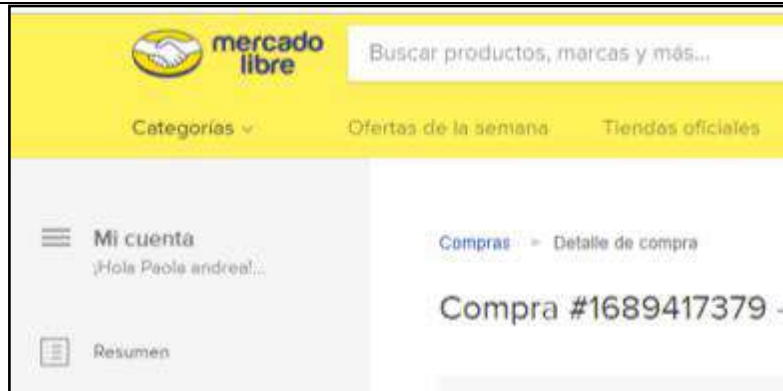 mercado
libre
Buscar productos, marcas y más...
Categorías
Ofertas de la semana
Tiendas oficiales
Mi cuenta
¡Hola Paola andrea!...
Compras > Detalle de compra
Compra #1689417379 -
Resumen